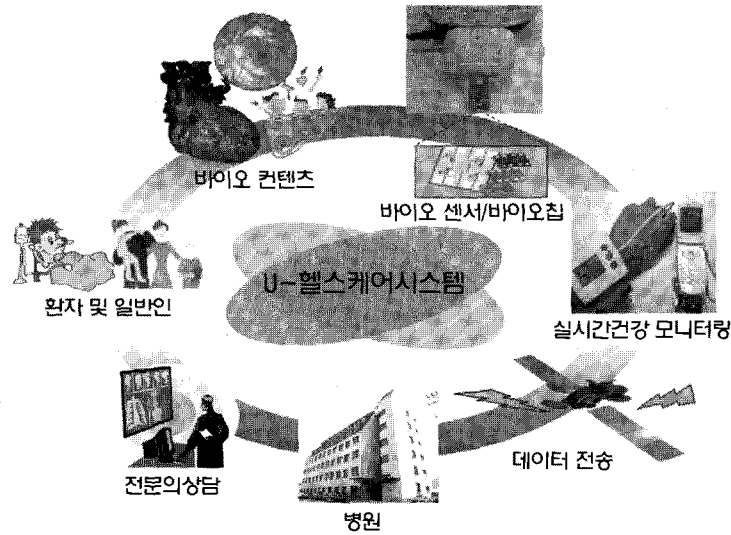 바이오 컨텐츠
바이오 센서/바이오칩
U-헬스케어시스템
환자 및 일반인
실시간건강 모니터링
데이터 전송
전문의상담
병원